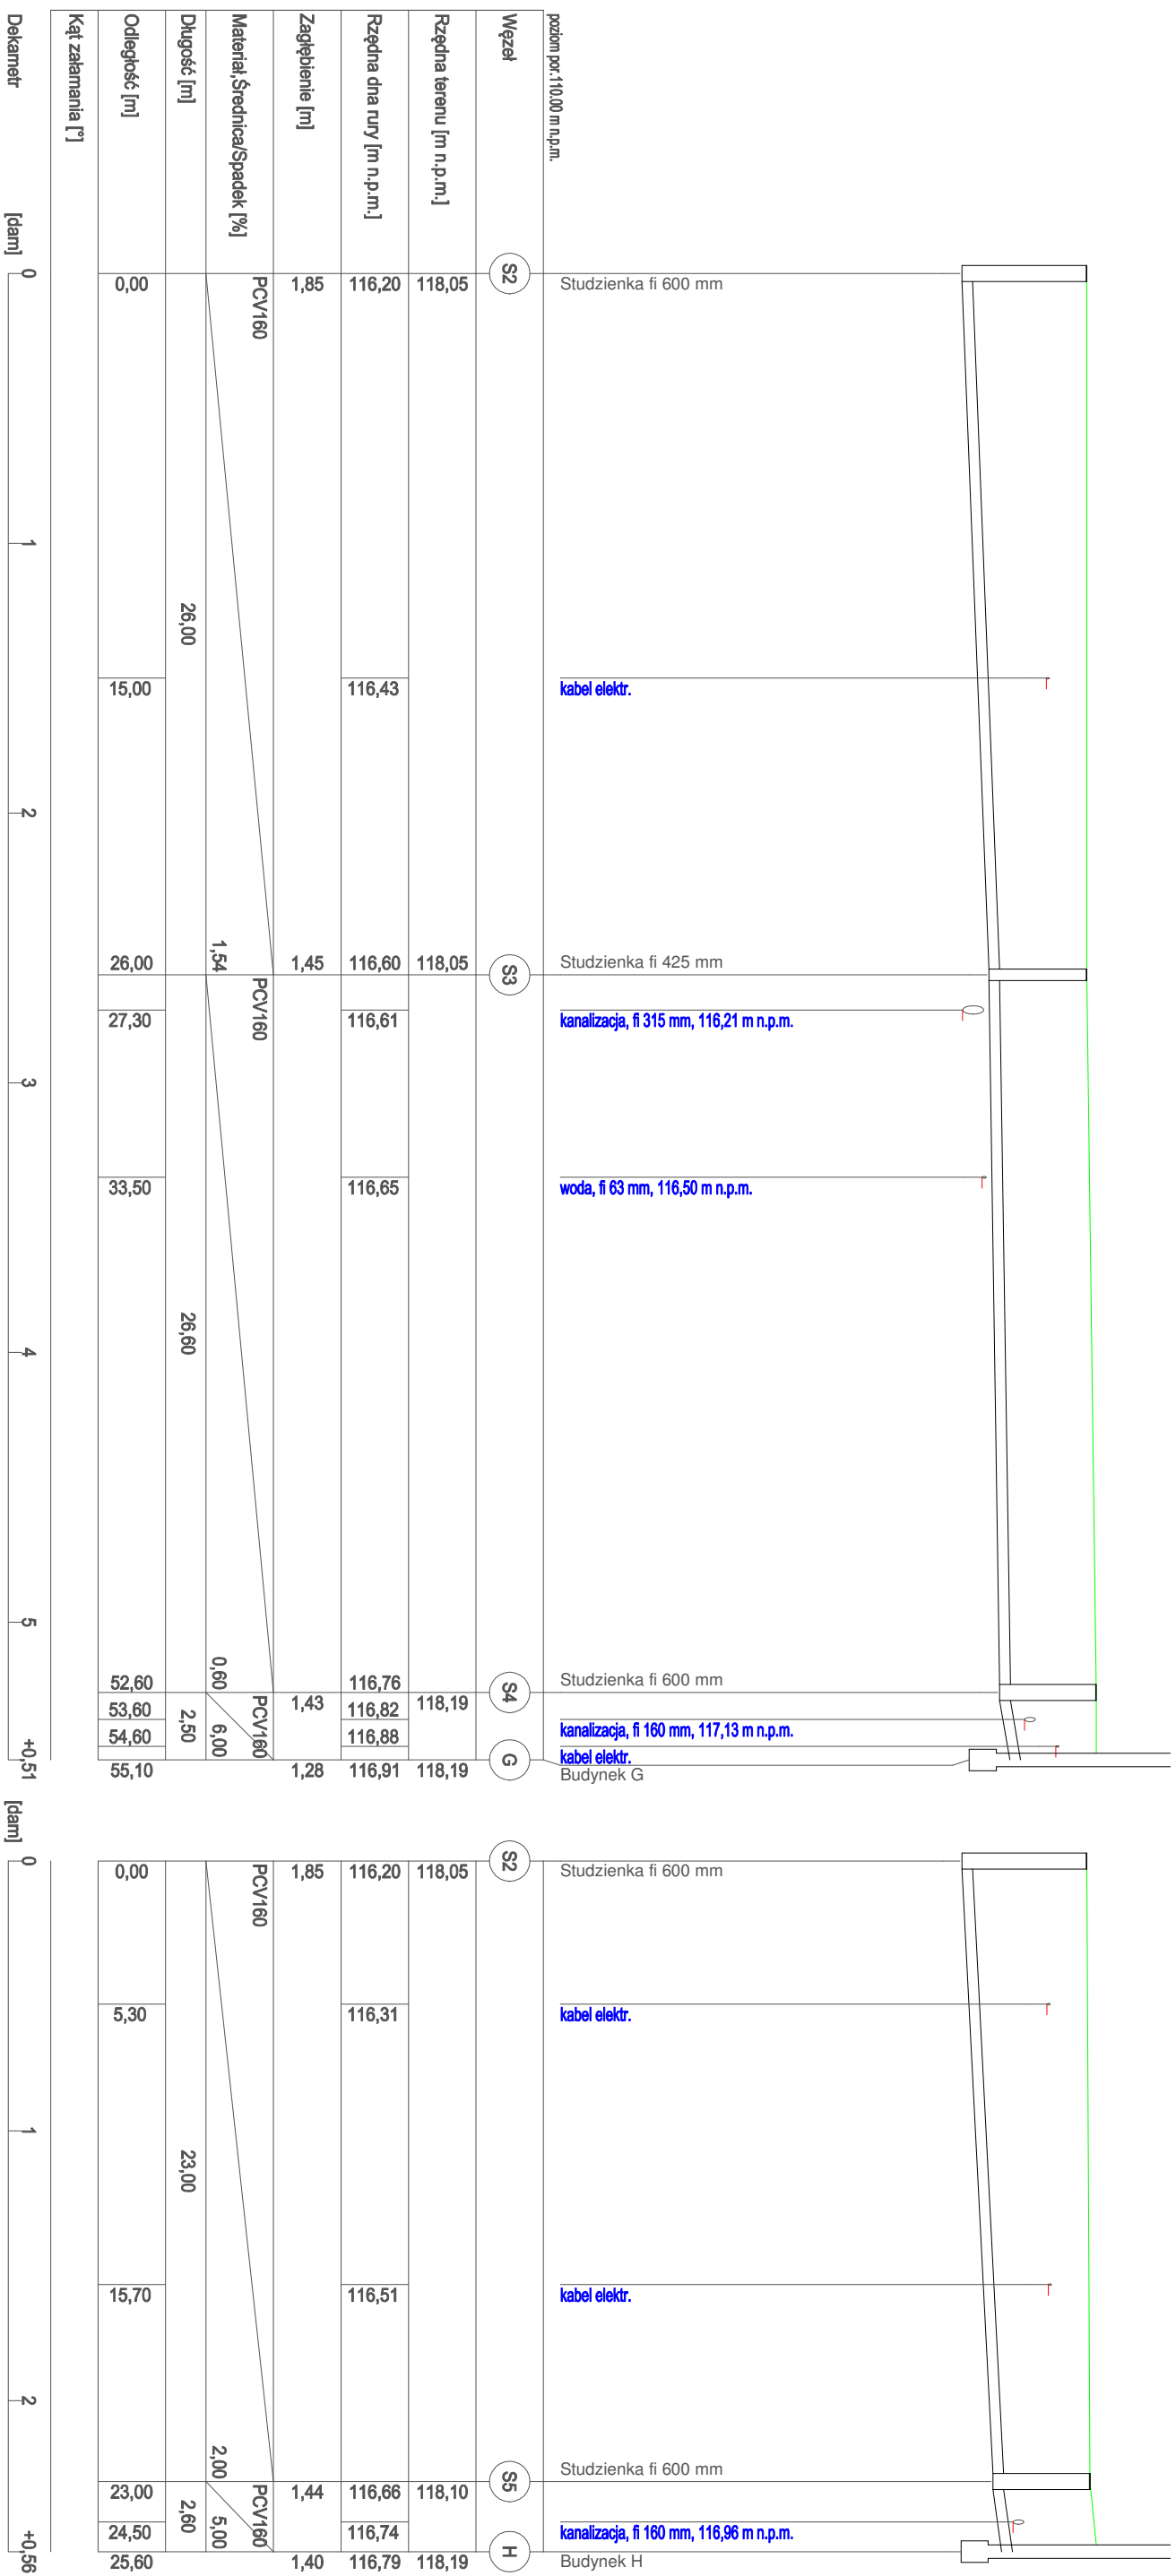 Studzienka fi 600 mm
kabel elektr.
Studzienka fi 425 mm
kanalizacja, fi 315 mm, 116,21 m n.p.m.
woda, fi 63 mm, 116,50 m n.p.m.
Studzienka fi 600 mm
kanalizacja, fi 160 mm, 117,13 m n.p.m.
kabel elektr.
Budynek G
Studzienka fi 600 mm
kabel elektr.
kabel elektr.
Studzienka fi 600 mm
kanalizacja, fi 160 mm, 116,96 m n.p.m.
Budynek H
poziom por.110.00 m n.p.m.
Węzeł S2 S3 S4 G S2 S5 H
Rzędna terenu [m n.p.m.] 118,05 118,05 118,19 118,19 118,05 118,10 118,19
Rzędna dna rury [m n.p.m.] 116,20 116,43 116,60 116,61 116,65 116,76 116,82 116,88 116,91 116,20 116,31 116,51 116,66 116,74 116,79
Zagłębienie [m] 1,85 1,45 1,43 1,28 1,85 1,44 1,40
Materiał,Średnica/Spadek [%] PCV160 1,54 PCV160 0,60 PCV160 6,00 PCV160 2,00 PCV160 5,00
Długość [m] 26,00 26,60 2,50 23,00 2,60
Odległość [m] 0,00 15,00 26,00 27,30 33,50 52,60 53,60 54,60 55,10 0,00 5,30 15,70 23,00 24,50 25,60
Kąt załamania [°]
Dekametr [dam] 0 1 2 3 4 5 +0,51 [dam] 0 1 2 +0,56